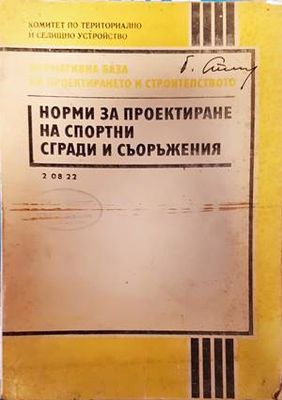 КОМИТЕТ ПО ТЕРИТОРИАЛНО
И СЕЛИЩНО УСТРОЙСТВО
НОРМАТИВНА БАЗА
НА ПРОЕКТИРАНЕТО И СТРОИТЕЛСТВОТО
НОРМИ ЗА ПРОЕКТИРАНЕ
НА СПОРТНИ
СГРАДИ И СЪОРЪЖЕНИЯ
2 08 22